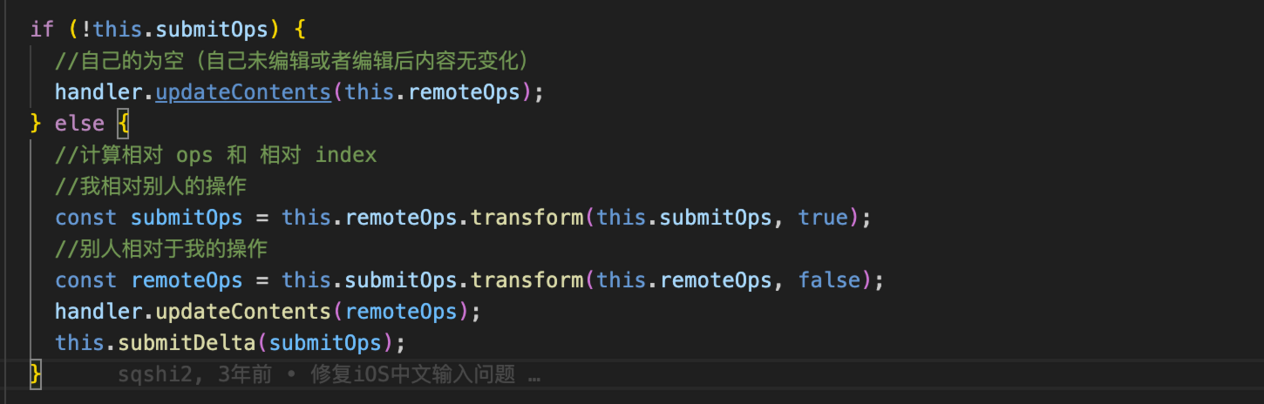 if (!this.submitOps) {
//自己的为空（自己未编辑或者编辑后内容无变化）
handler.updateContents(this.remoteOps);
} else {
//计算相对 ops 和 相对 index
//我相对别人的操作
const submitOps = this.remoteOps.transform(this.submitOps, true);
//别人相对于我的操作
const remoteOps = this.submitOps.transform(this.remoteOps, false);
handler.updateContents(remoteOps);
this.submitDelta(submitOps);
} sqshi2, 3年前 • 修复iOS中文输入问题 …